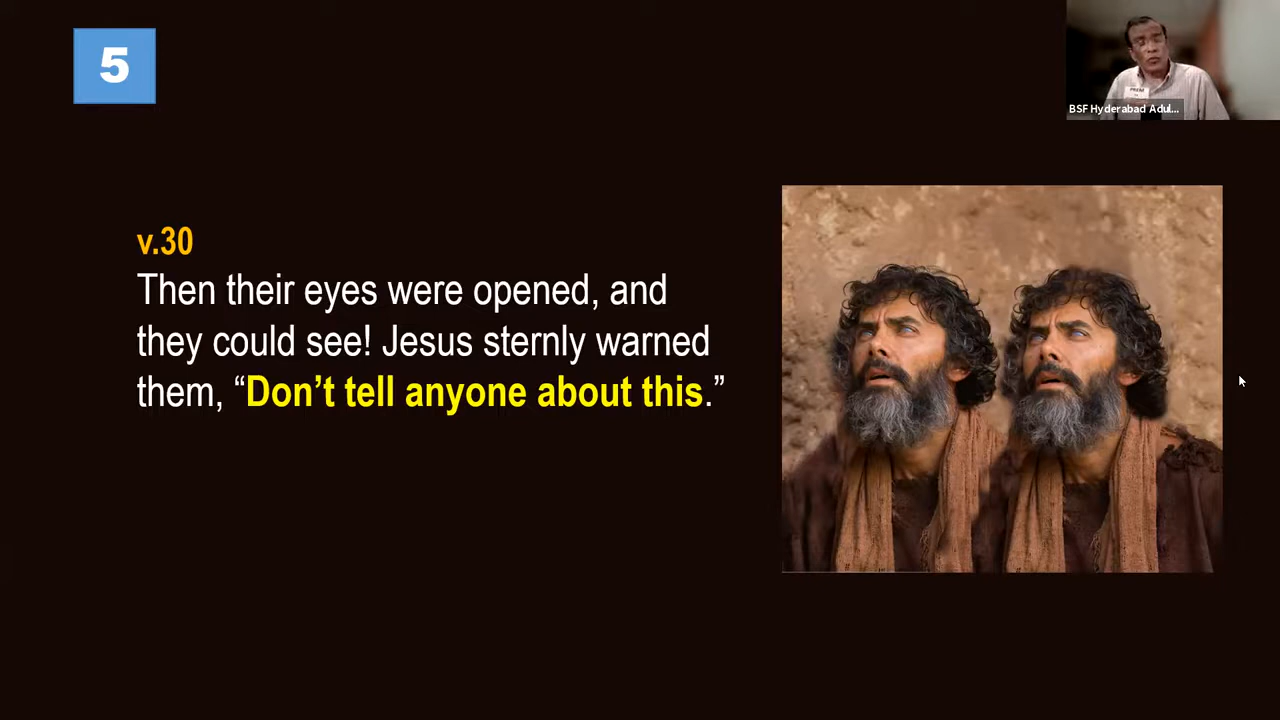 5
BSF Hyderabad Adul...
v.30
Then their eyes were opened, and
they could see! Jesus sternly warned
them, “Don’t tell anyone about this.”